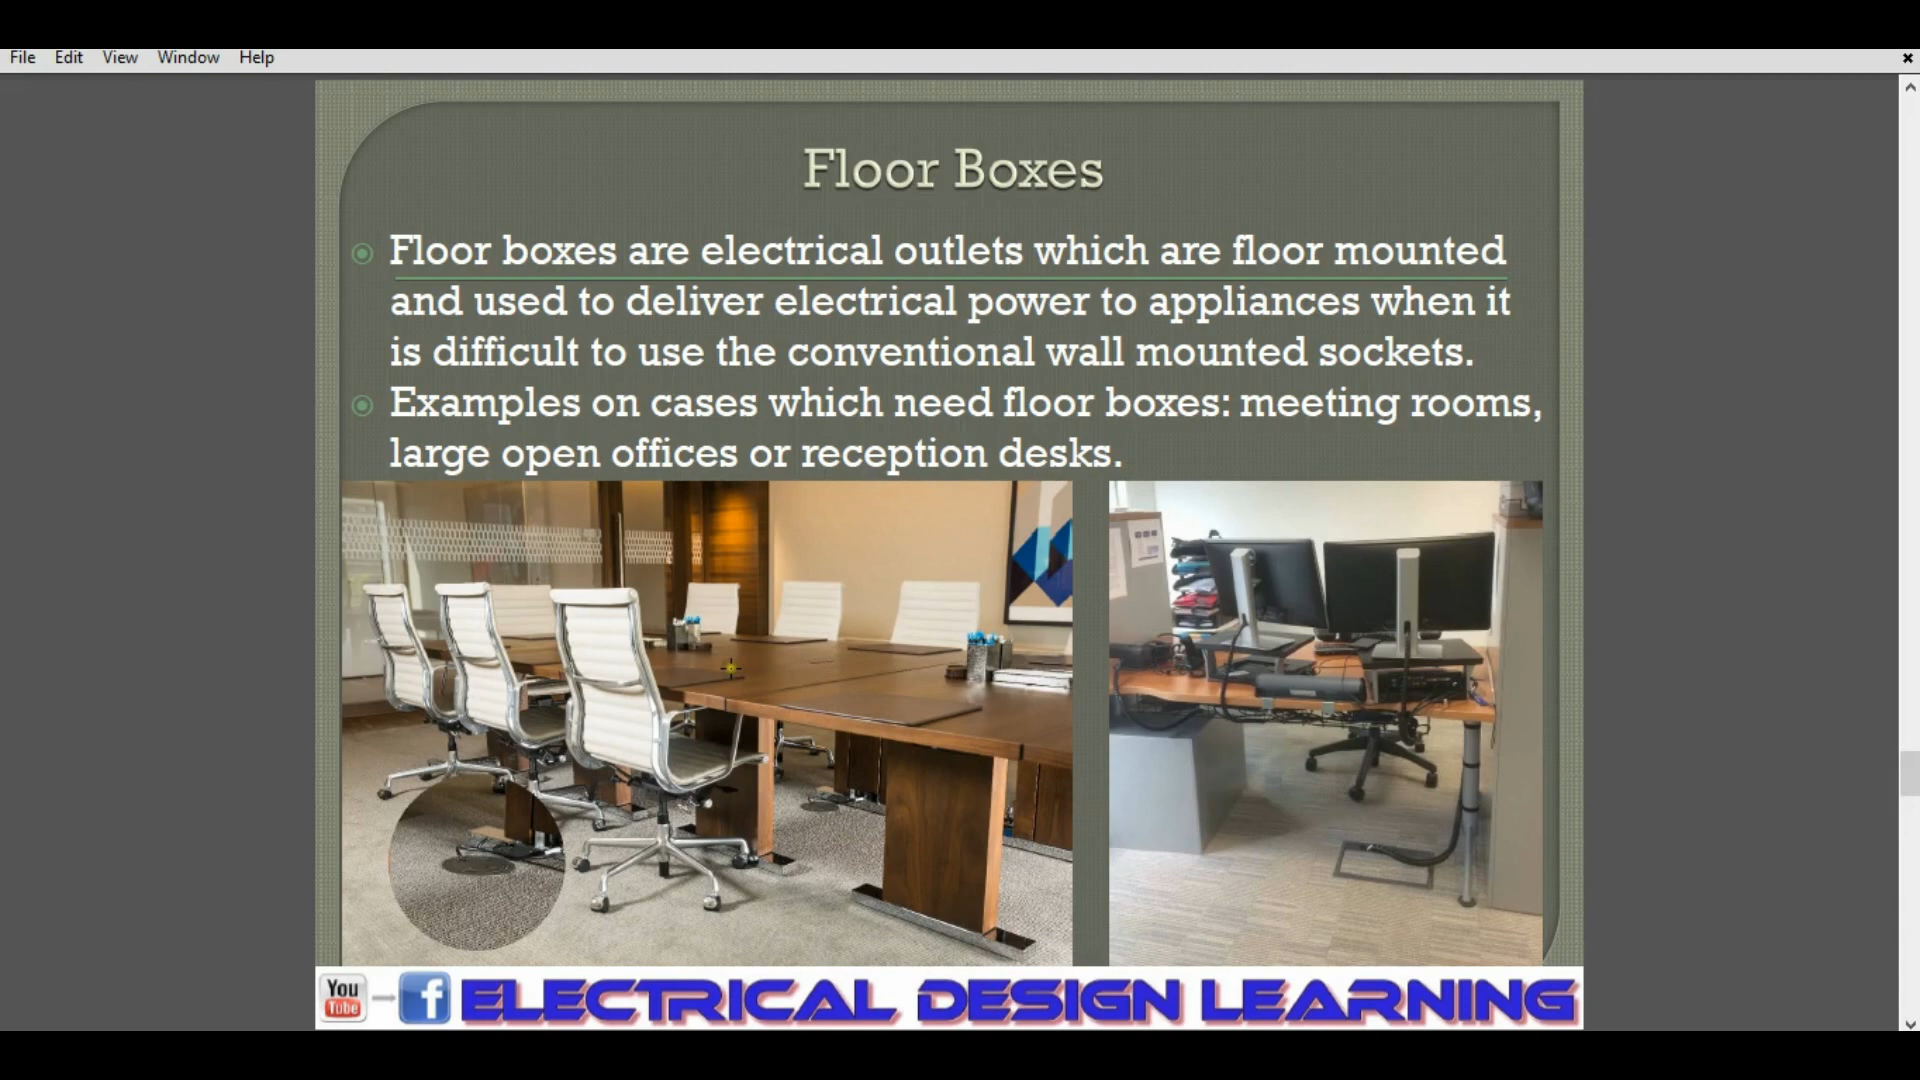 File Edit View Window Help
Floor Boxes
Floor boxes are electrical outlets which are floor mounted
and used to deliver electrical power to appliances when it
is difficult to use the conventional wall mounted sockets.
Examples on cases which need floor boxes: meeting rooms,
large open offices or reception desks.
You
Tube
f
ELECTRICAL DESIGN LEARNING